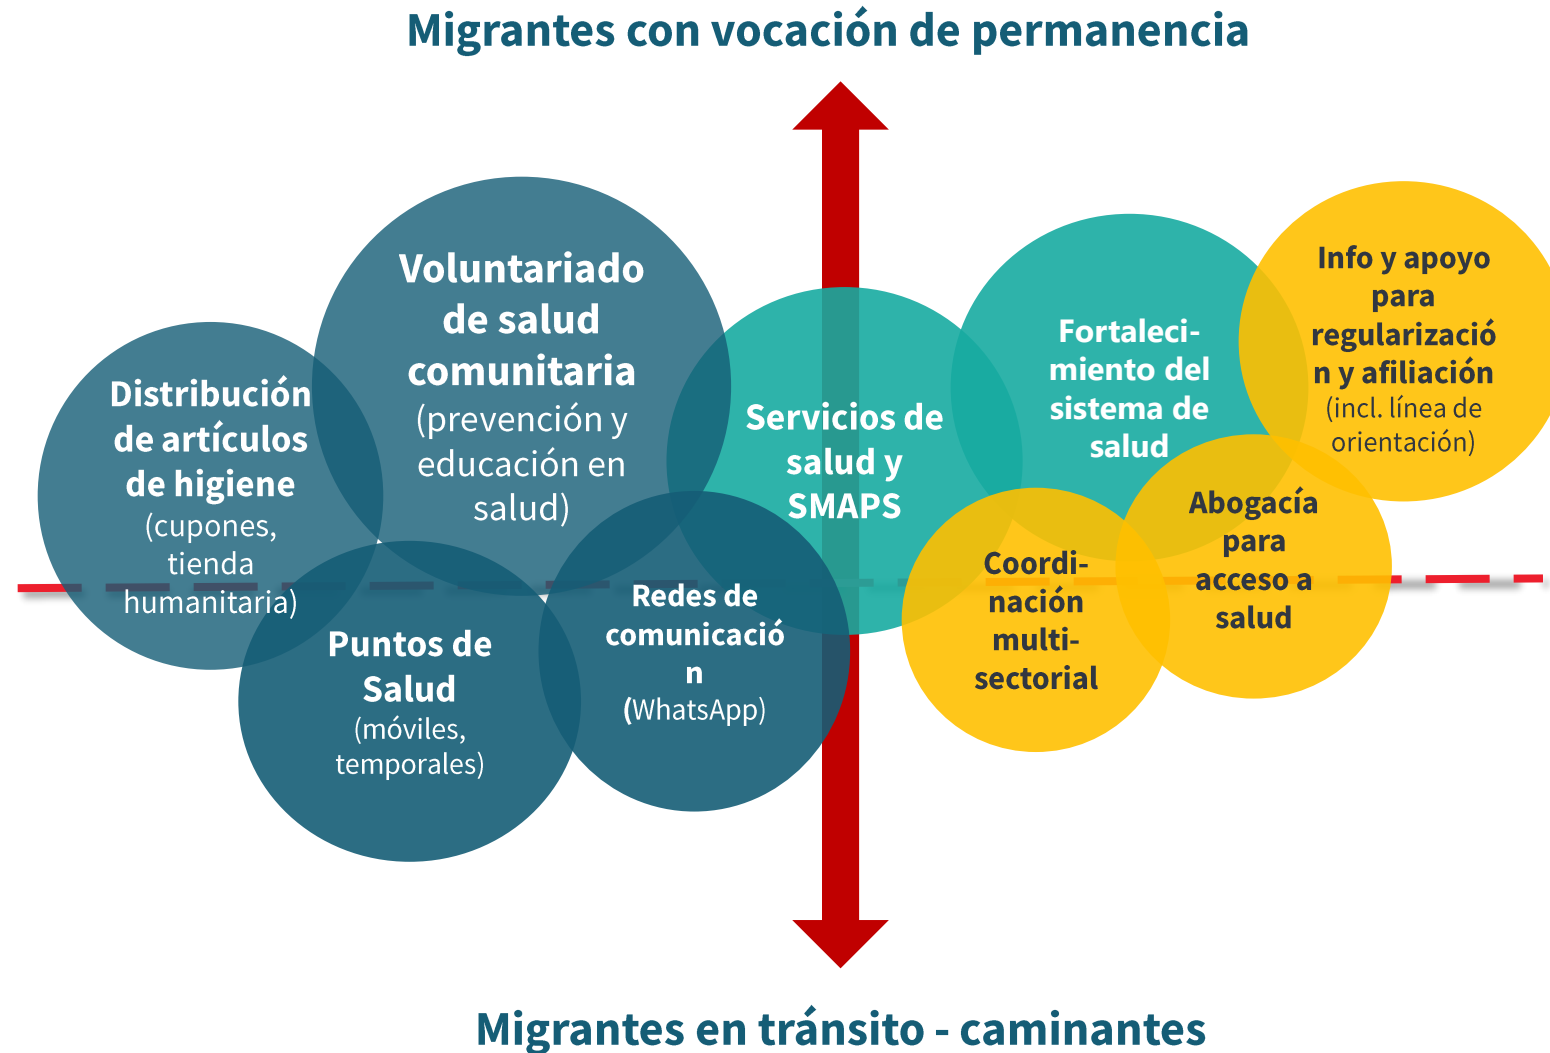 Migrantes con vocación de permanencia
Distribución
de artículos
de higiene
(cupones,
tienda
humanitaria)
Voluntariado
de salud
comunitaria
(prevención y
educación en
salud)
Puntos de
Salud
(móviles,
temporales)
Redes de
comunicació
n
(WhatsApp)
Servicios de
salud y
SMAPS
Fortaleci-
miento del
sistema de
salud
Info y apoyo
para
regularizació
n y afiliación
(incl. línea de
orientación)
Coordi-
nación
multi-
sectorial
Abogacía
para
acceso a
salud
Migrantes en tránsito - caminantes